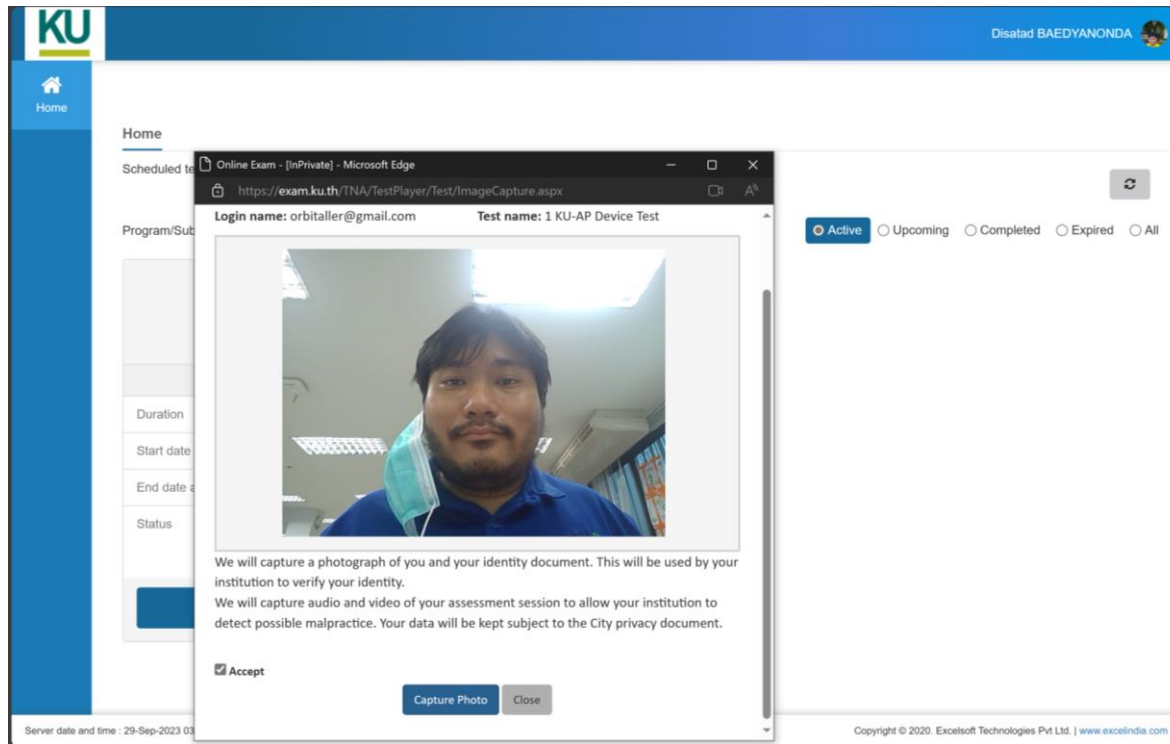 KU
Disatad BAEDYANONDA
Home
Home
Scheduled te
Program/Sub
Active
Upcoming
Completed
Expired
All
Duration
Start date
End date a
Status
Online Exam - [InPrivate] - Microsoft Edge
https://exam.ku.th/TNA/TestPlayer/Test/ImageCapture.aspx
Login name: orbitaller@gmail.com
Test name: 1 KU-AP Device Test
We will capture a photograph of you and your identity document. This will be used by your
institution to verify your identity.
We will capture audio and video of your assessment session to allow your institution to
detect possible malpractice. Your data will be kept subject to the City privacy document.
Accept
Capture Photo
Close
Server date and time : 29-Sep-2023 03
Copyright © 2020. Excelsoft Technologies Pvt Ltd. | www.excelindia.com